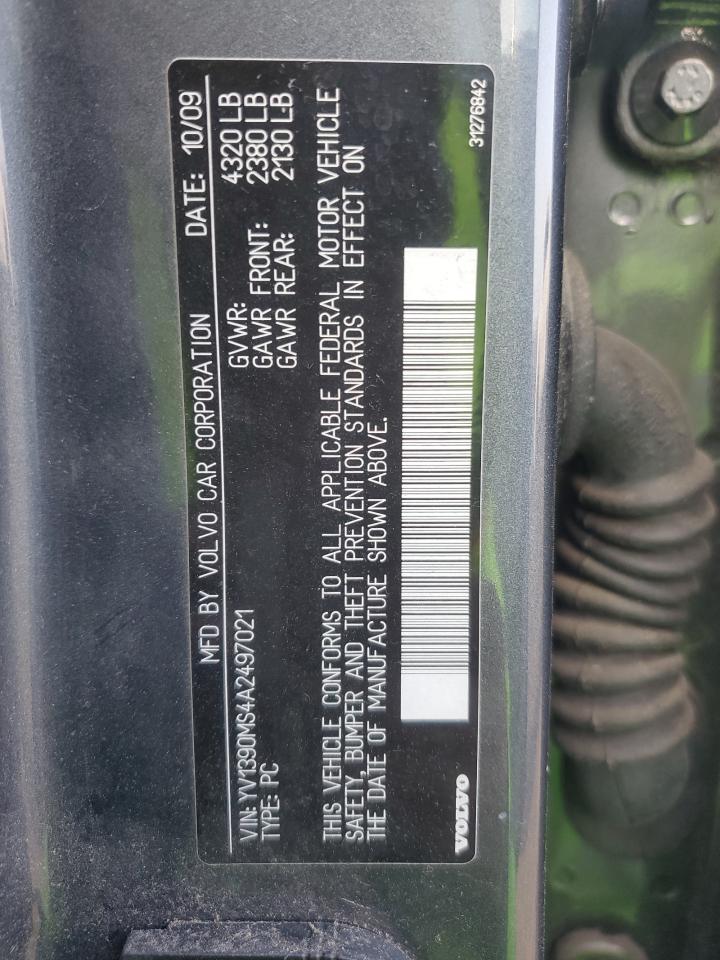 MFD BY VOLVO CAR CORPORATION DATE: 10/09
VIN: YV1390MS4A2497021 GVWR: 4320 LB
TYPE: PC GAWR FRONT: 2380 LB
GAWR REAR: 2130 LB
THIS VEHICLE CONFORMS TO ALL APPLICABLE FEDERAL MOTOR VEHICLE
SAFETY, BUMPER AND THEFT PREVENTION STANDARDS IN EFFECT ON
THE DATE OF MANUFACTURE SHOWN ABOVE.
VOLVO 31276842